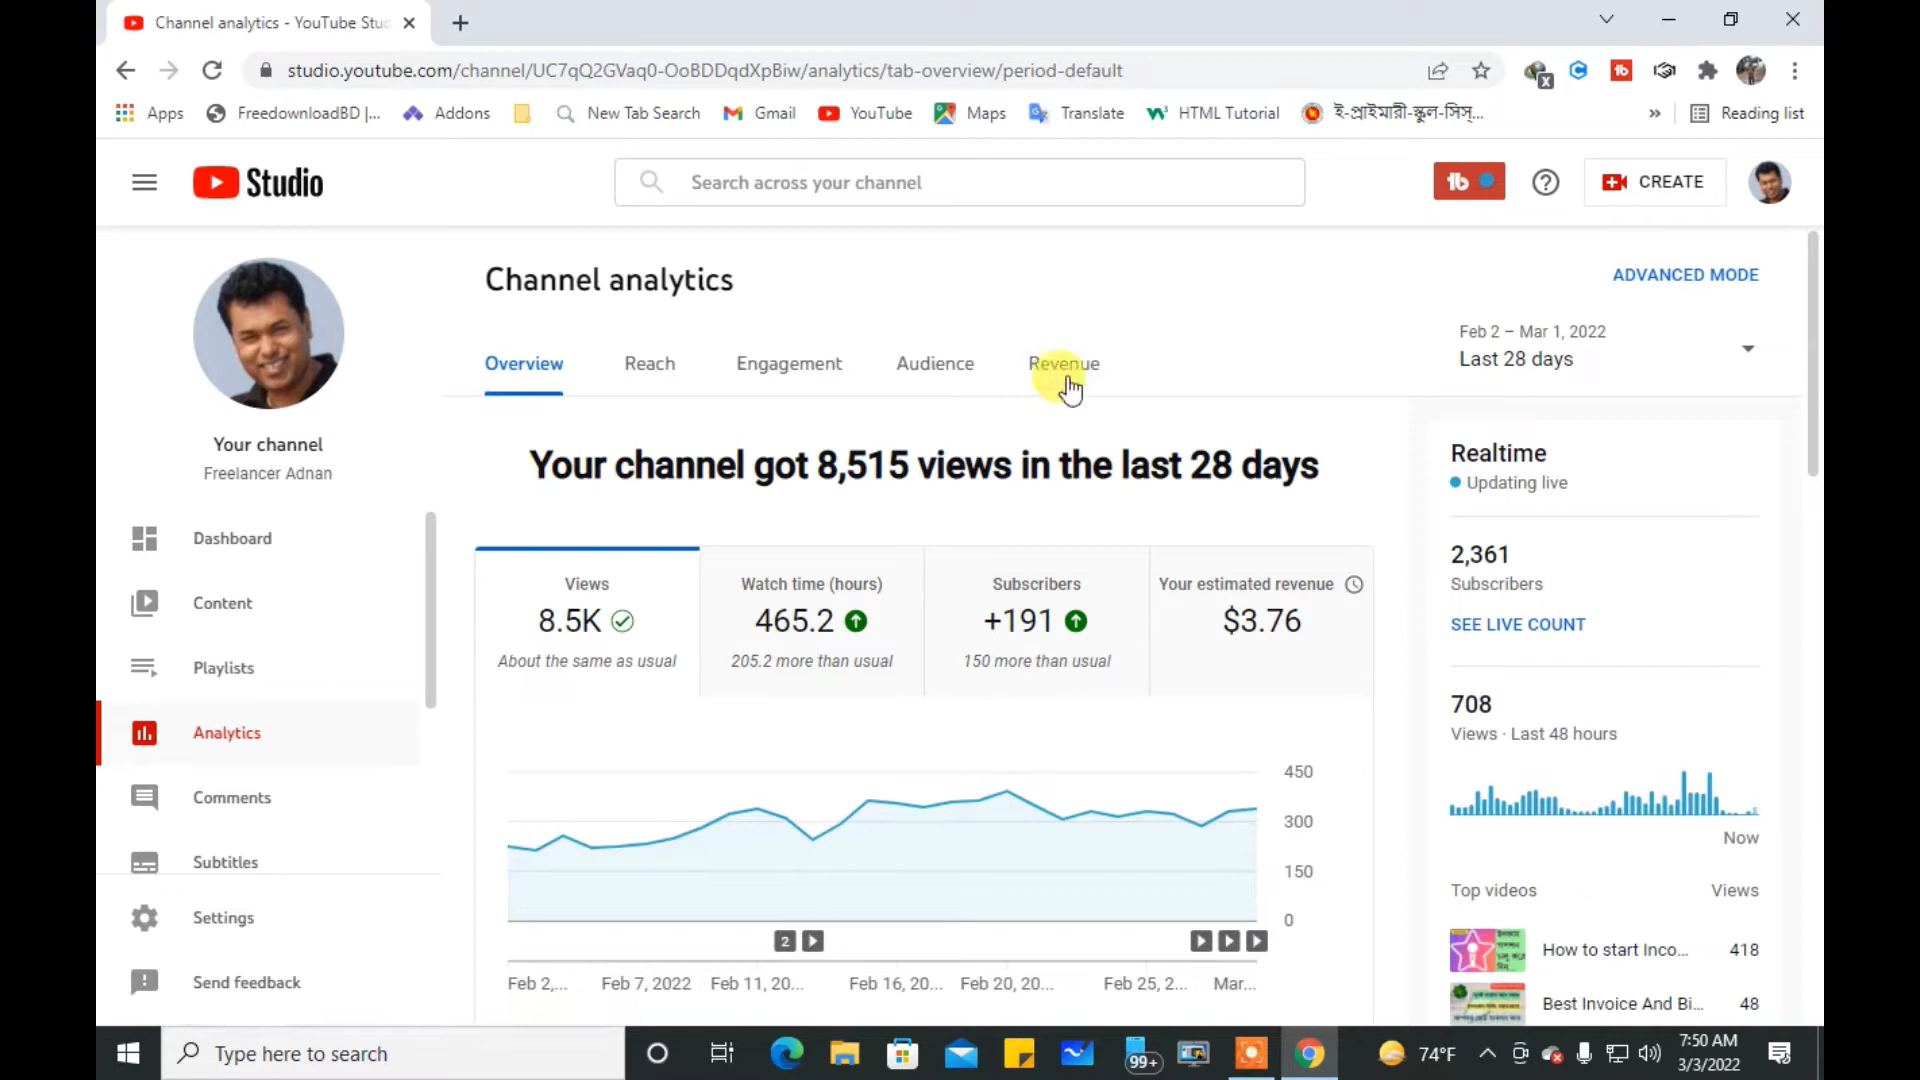 Channel analytics - YouTube Stud
studio.youtube.com/channel/UC7qQ2GVaq0-OoBDDqdXpBiw/analytics/tab-overview/period-default
Apps FreedownloadBD |... Addons New Tab Search Gmail YouTube Maps Translate HTML Tutorial ই-প্রাইমারী-স্কুল-সিস্... » Reading list
Studio
Search across your channel
CREATE
Channel analytics
ADVANCED MODE
Feb 2 – Mar 1, 2022
Last 28 days
Overview Reach Engagement Audience Revenue
Your channel
Freelancer Adnan
Dashboard
Content
Playlists
Analytics
Comments
Subtitles
Settings
Send feedback
Your channel got 8,515 views in the last 28 days
Views
8.5K
About the same as usual
Watch time (hours)
465.2
205.2 more than usual
Subscribers
+191
150 more than usual
Your estimated revenue
$3.76
450
300
150
0
2
Feb 2,... Feb 7, 2022 Feb 11, 20... Feb 16, 20... Feb 20, 20... Feb 25, 2... Mar...
Realtime
Updating live
2,361
Subscribers
SEE LIVE COUNT
708
Views · Last 48 hours
Now
Top videos Views
How to start Inco... 418
Best Invoice And Bi... 48
Type here to search
99+
74°F
7:50 AM
3/3/2022